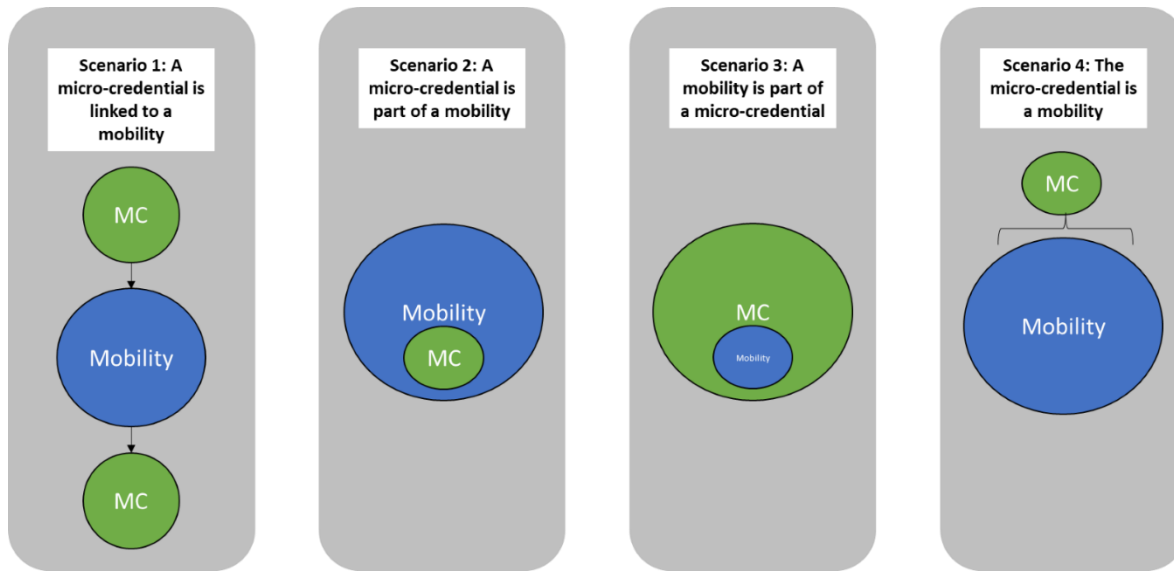 Scenario 1: A
micro-credential is
linked to a
mobility
MC
Mobility
MC
Scenario 2: A
micro-credential is
part of a mobility
Mobility
MC
Scenario 3: A
mobility is part of
a micro-credential
MC
Mobility
Scenario 4: The
micro-credential is
a mobility
MC
Mobility